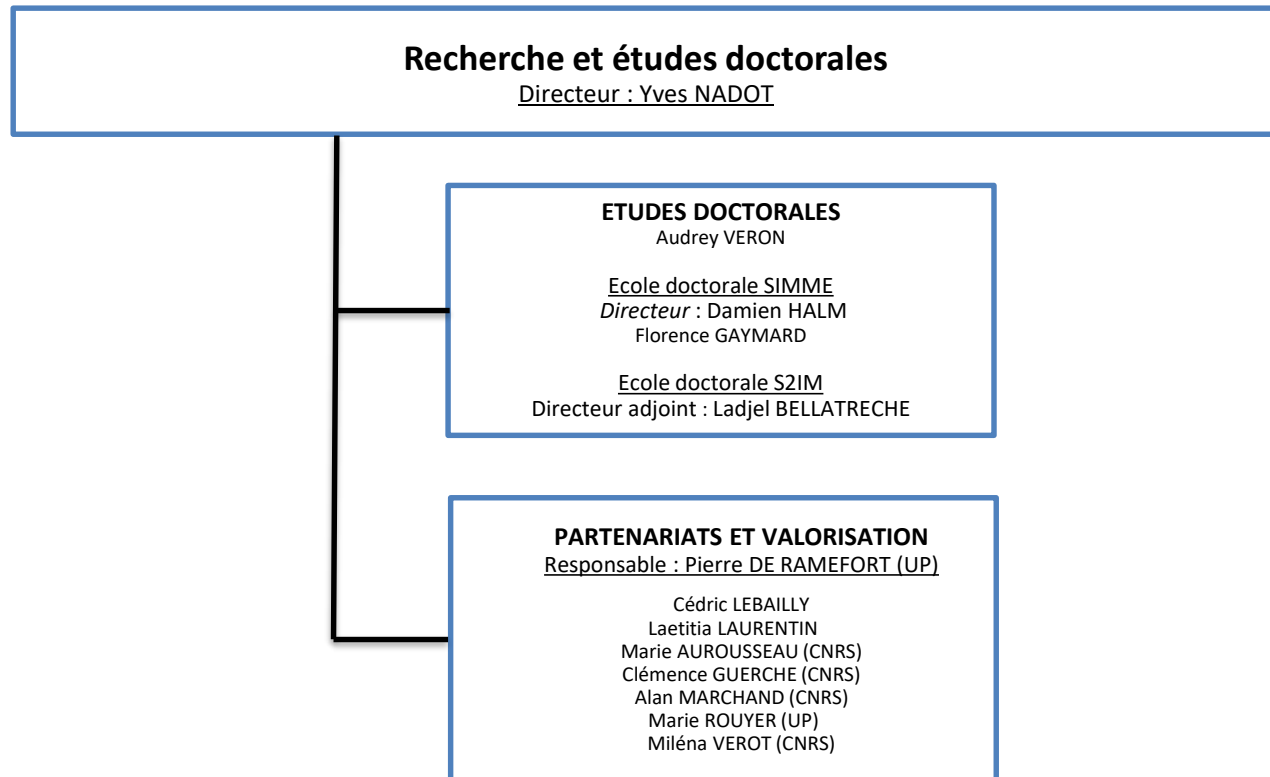 Recherche et études doctorales
Directeur : Yves NADOT
ETUDES DOCTORALES
Audrey VERON
Ecole doctorale SIMME
Directeur : Damien HALM
Florence GAYMARD
Ecole doctorale S2IM
Directeur adjoint : Ladjel BELLATRECHE
PARTENARIATS ET VALORISATION
Responsable : Pierre DE RAMEFORT (UP)
Cédric LEBAILLY
Laetitia LAURENTIN
Marie AUROUSSEAU (CNRS)
Clémence GUERCHE (CNRS)
Alan MARCHAND (CNRS)
Marie ROUYER (UP)
Miléna VEROT (CNRS)